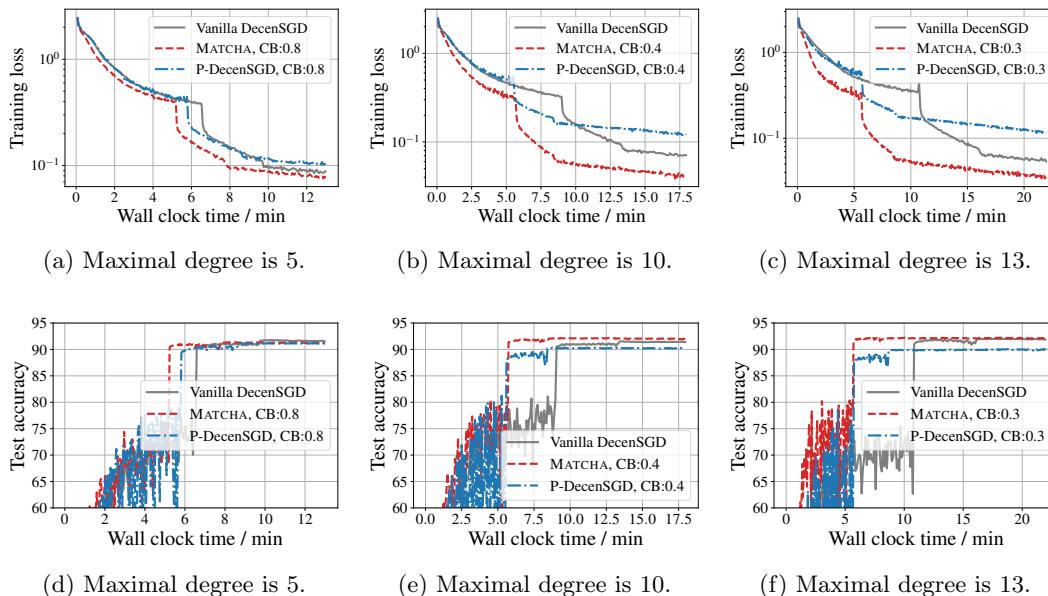 Training loss
10⁰
10⁻¹
Vanilla DecenSGD
MATCHA, CB:0.8
P-DecenSGD, CB:0.8
0 2 4 6 8 10 12
Wall clock time / min
(a) Maximal degree is 5.
Training loss
10⁰
10⁻¹
Vanilla DecenSGD
MATCHA, CB:0.4
P-DecenSGD, CB:0.4
0.0 2.5 5.0 7.5 10.0 12.5 15.0 17.5
Wall clock time / min
(b) Maximal degree is 10.
Training loss
10⁰
10⁻¹
Vanilla DecenSGD
MATCHA, CB:0.3
P-DecenSGD, CB:0.3
0 5 10 15 20
Wall clock time / min
(c) Maximal degree is 13.
Test accuracy
95
90
85
80
75
70
65
60
Vanilla DecenSGD
MATCHA, CB:0.8
P-DecenSGD, CB:0.8
0 2 4 6 8 10 12
Wall clock time / min
(d) Maximal degree is 5.
Test accuracy
95
90
85
80
75
70
65
60
Vanilla DecenSGD
MATCHA, CB:0.4
P-DecenSGD, CB:0.4
0.0 2.5 5.0 7.5 10.0 12.5 15.0 17.5
Wall clock time / min
(e) Maximal degree is 10.
Test accuracy
95
90
85
80
75
70
65
60
Vanilla DecenSGD
MATCHA, CB:0.3
P-DecenSGD, CB:0.3
0 5 10 15 20
Wall clock time / min
(f) Maximal degree is 13.